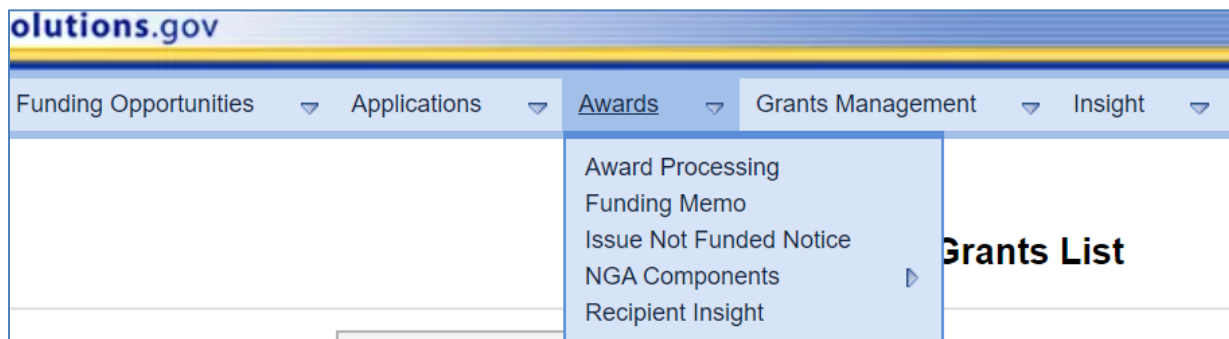 olutions.gov
Funding Opportunities Applications Awards Grants Management Insight
Award Processing
Funding Memo
Issue Not Funded Notice
NGA Components
Recipient Insight
Grants List